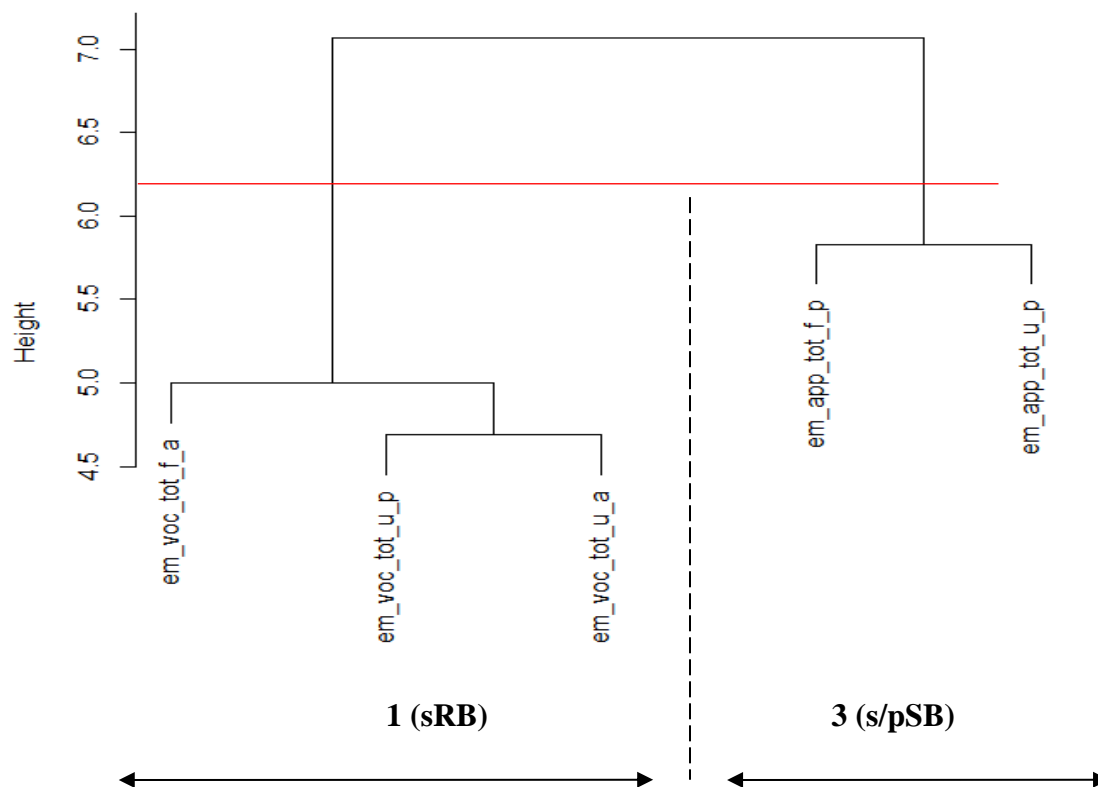 Height
7.0
6.5
6.0
5.5
5.0
4.5
em_voc_tot_f_a
em_voc_tot_u_p
em_voc_tot_u_a
em_app_tot_f_p
em_app_tot_u_p
1 (sRB)
3 (s/pSB)